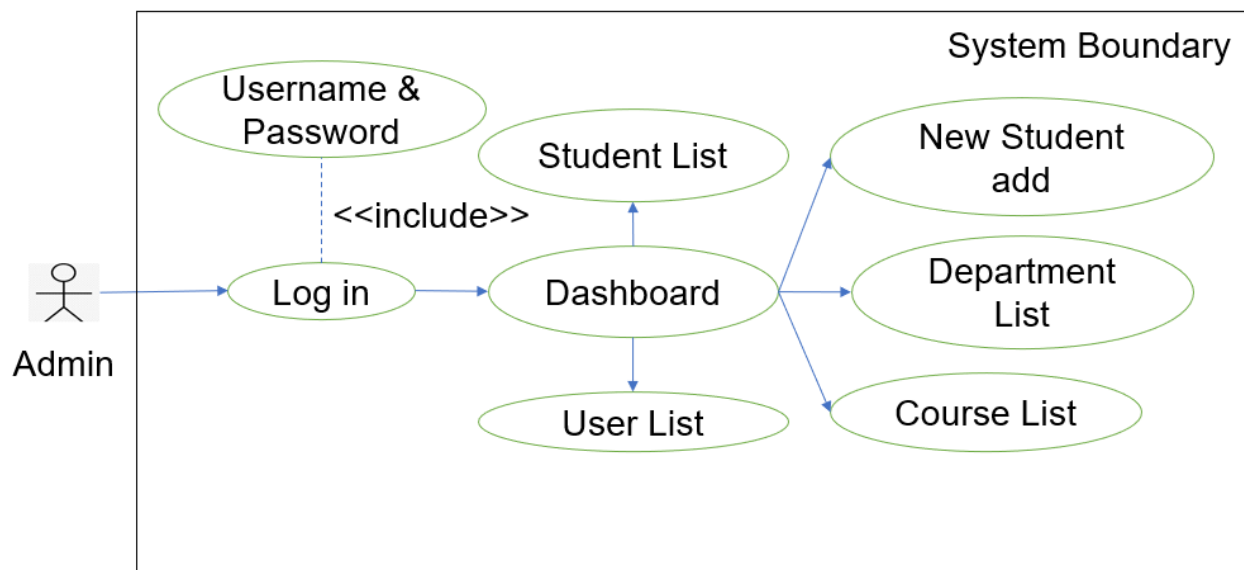 System Boundary
Username &
Password
Student List
New Student
add
<<include>>
Department
List
Log in
Dashboard
Admin
User List
Course List